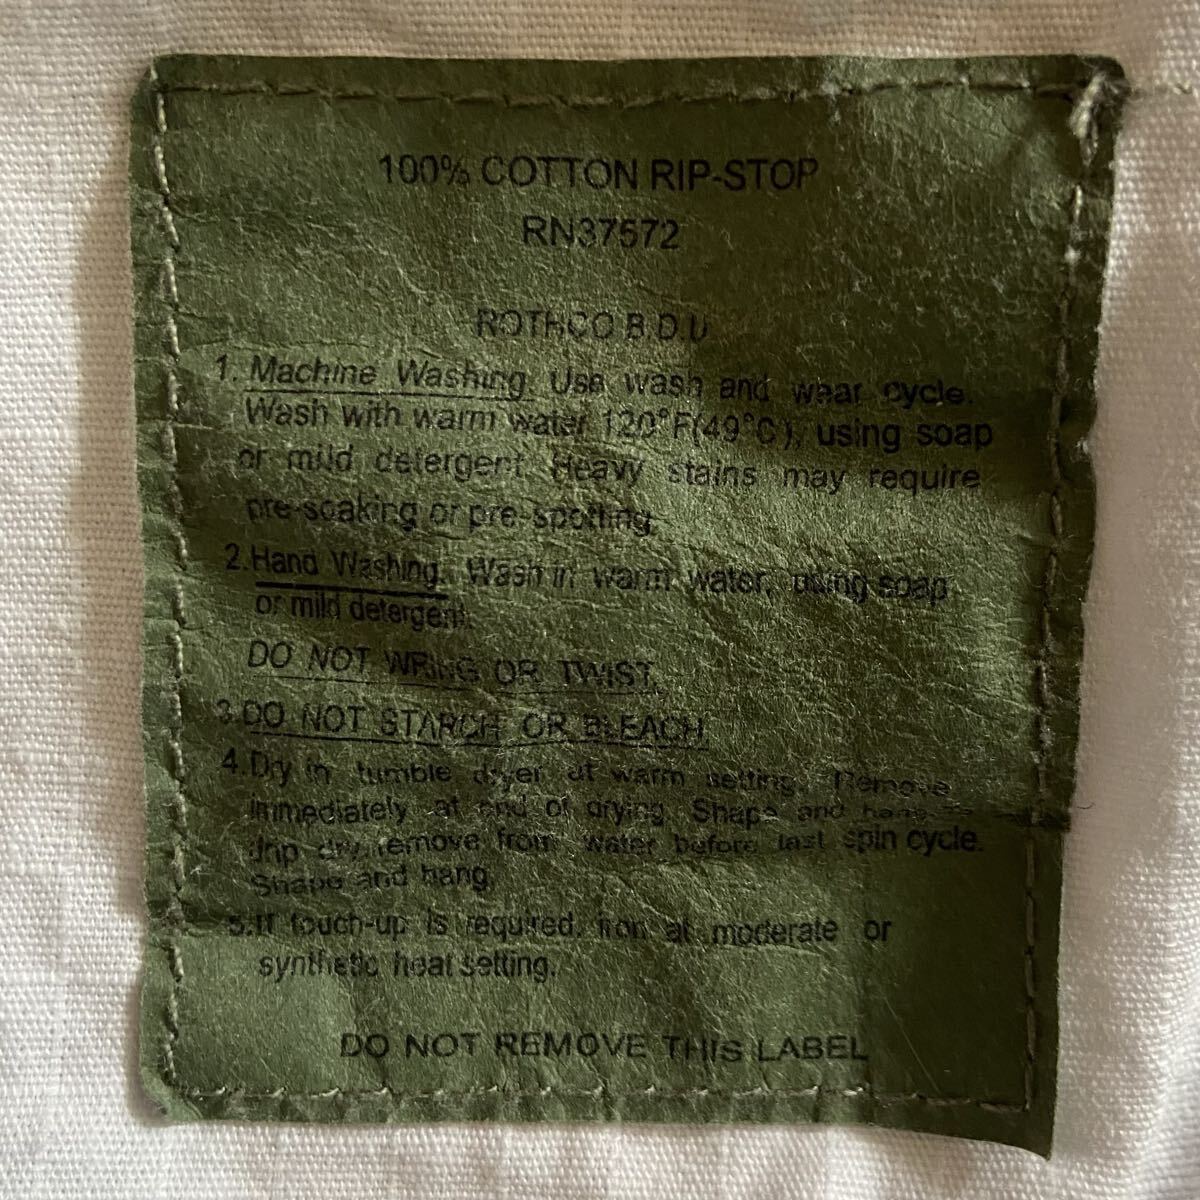 100% COTTON RIP-STOP
RN37572
ROTHCO B.D.U
1. Machine Washing. Use wash and wear cycle.
Wash with warm water 120°F(49°C), using soap
or mild detergent. Heavy stains may require
pre-soaking or pre-spotting.
2. Hand Washing. Wash in warm water, using soap
or mild detergent.
DO NOT WRING OR TWIST.
3. DO NOT STARCH OR BLEACH.
4. Dry in tumble dryer at warm setting. Remove
immediately at end of drying. Shape and hang
drip dry, remove from water before last spin cycle.
Shape and hang.
5. If touch-up is required, iron at moderate or
synthetic heat setting.
DO NOT REMOVE THIS LABEL